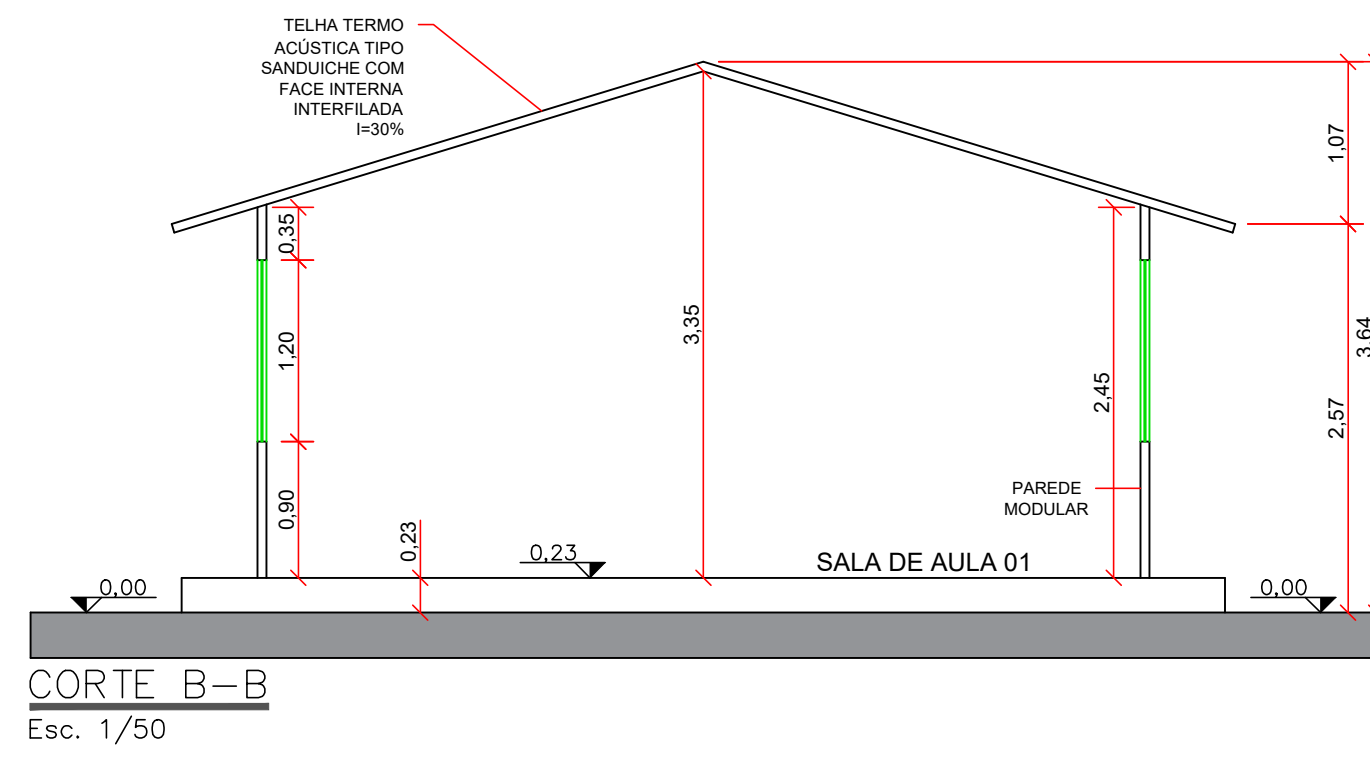 TELHA TERMO
ACÚSTICA TIPO
SANDUICHE COM
FACE INTERNA
INTERFILADA
I=30%
1,07
0,35
3,35
3,64
1,20
2,45
2,57
0,90
PAREDE
MODULAR
0,23
0,23
SALA DE AULA 01
0,00
0,00
CORTE B-B
Esc. 1/50